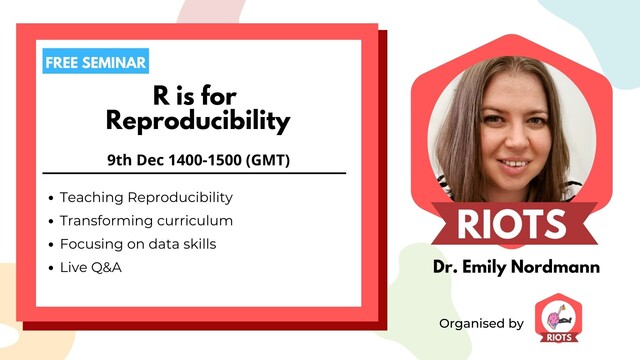 FREE SEMINAR
R is for
Reproducibility
9th Dec 1400-1500 (GMT)
Teaching Reproducibility
Transforming curriculum
Focusing on data skills
Live Q&A
RIOTS
Dr. Emily Nordmann
Organised by
RIOTS